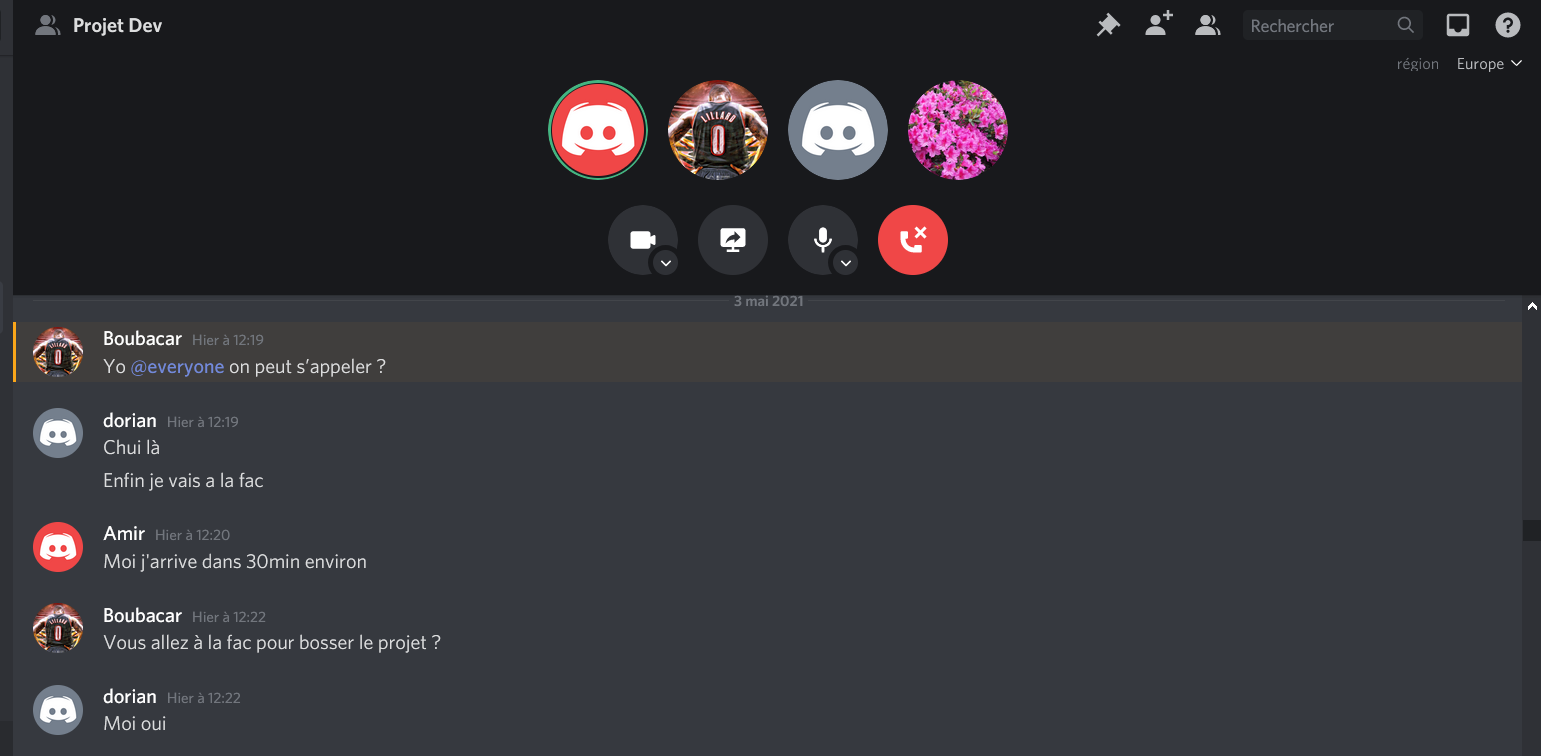 Projet Dev
Rechercher
région Europe
LILLARD
0
3 mai 2021
Boubacar Hier à 12:19
Yo @everyone on peut s’appeler ?
dorian Hier à 12:19
Chui là
Enfin je vais a la fac
Amir Hier à 12:20
Moi j'arrive dans 30min environ
Boubacar Hier à 12:22
Vous allez à la fac pour bosser le projet ?
dorian Hier à 12:22
Moi oui